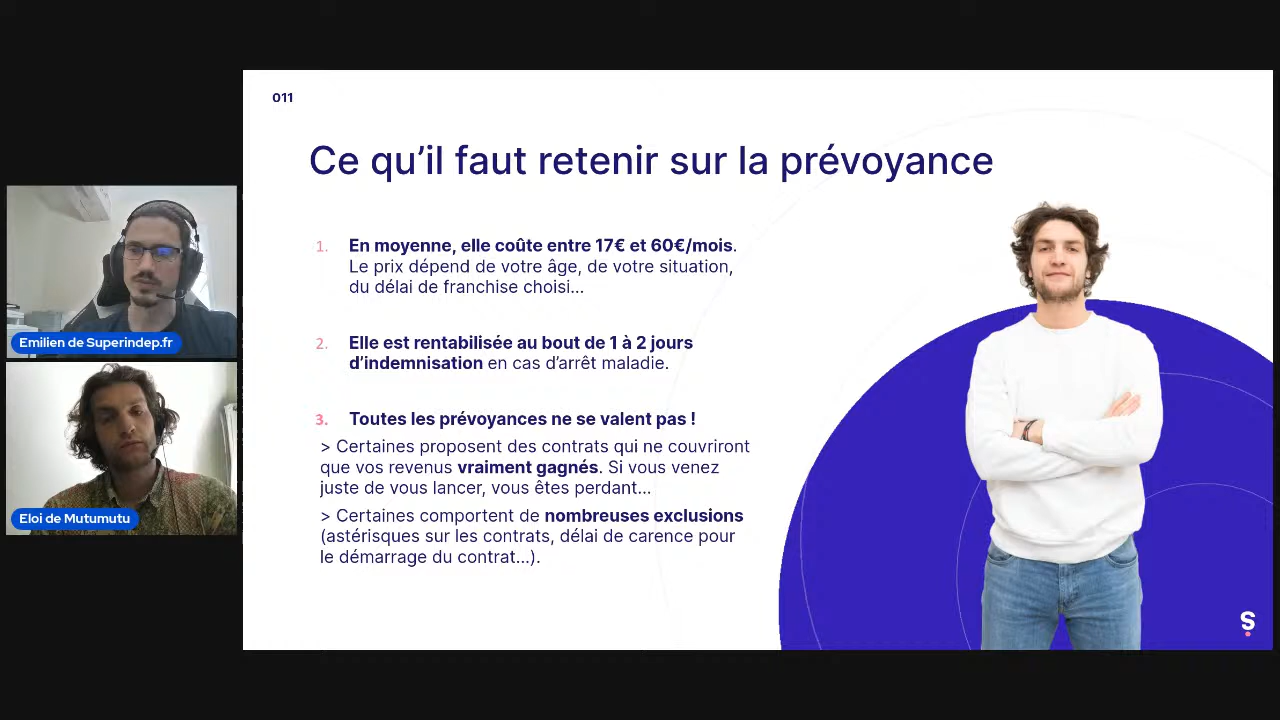 011
Ce qu’il faut retenir sur la prévoyance
1. En moyenne, elle coûte entre 17€ et 60€/mois.
Le prix dépend de votre âge, de votre situation,
du délai de franchise choisi...
2. Elle est rentabilisée au bout de 1 à 2 jours
d’indemnisation en cas d’arrêt maladie.
3. Toutes les prévoyances ne se valent pas !
> Certaines proposent des contrats qui ne couvriront
que vos revenus vraiment gagnés. Si vous venez
juste de vous lancer, vous êtes perdant...
> Certaines comportent de nombreuses exclusions
(astérisques sur les contrats, délai de carence pour
le démarrage du contrat...).
Emilien de Superindep.fr
Eloi de Mutumutu
S